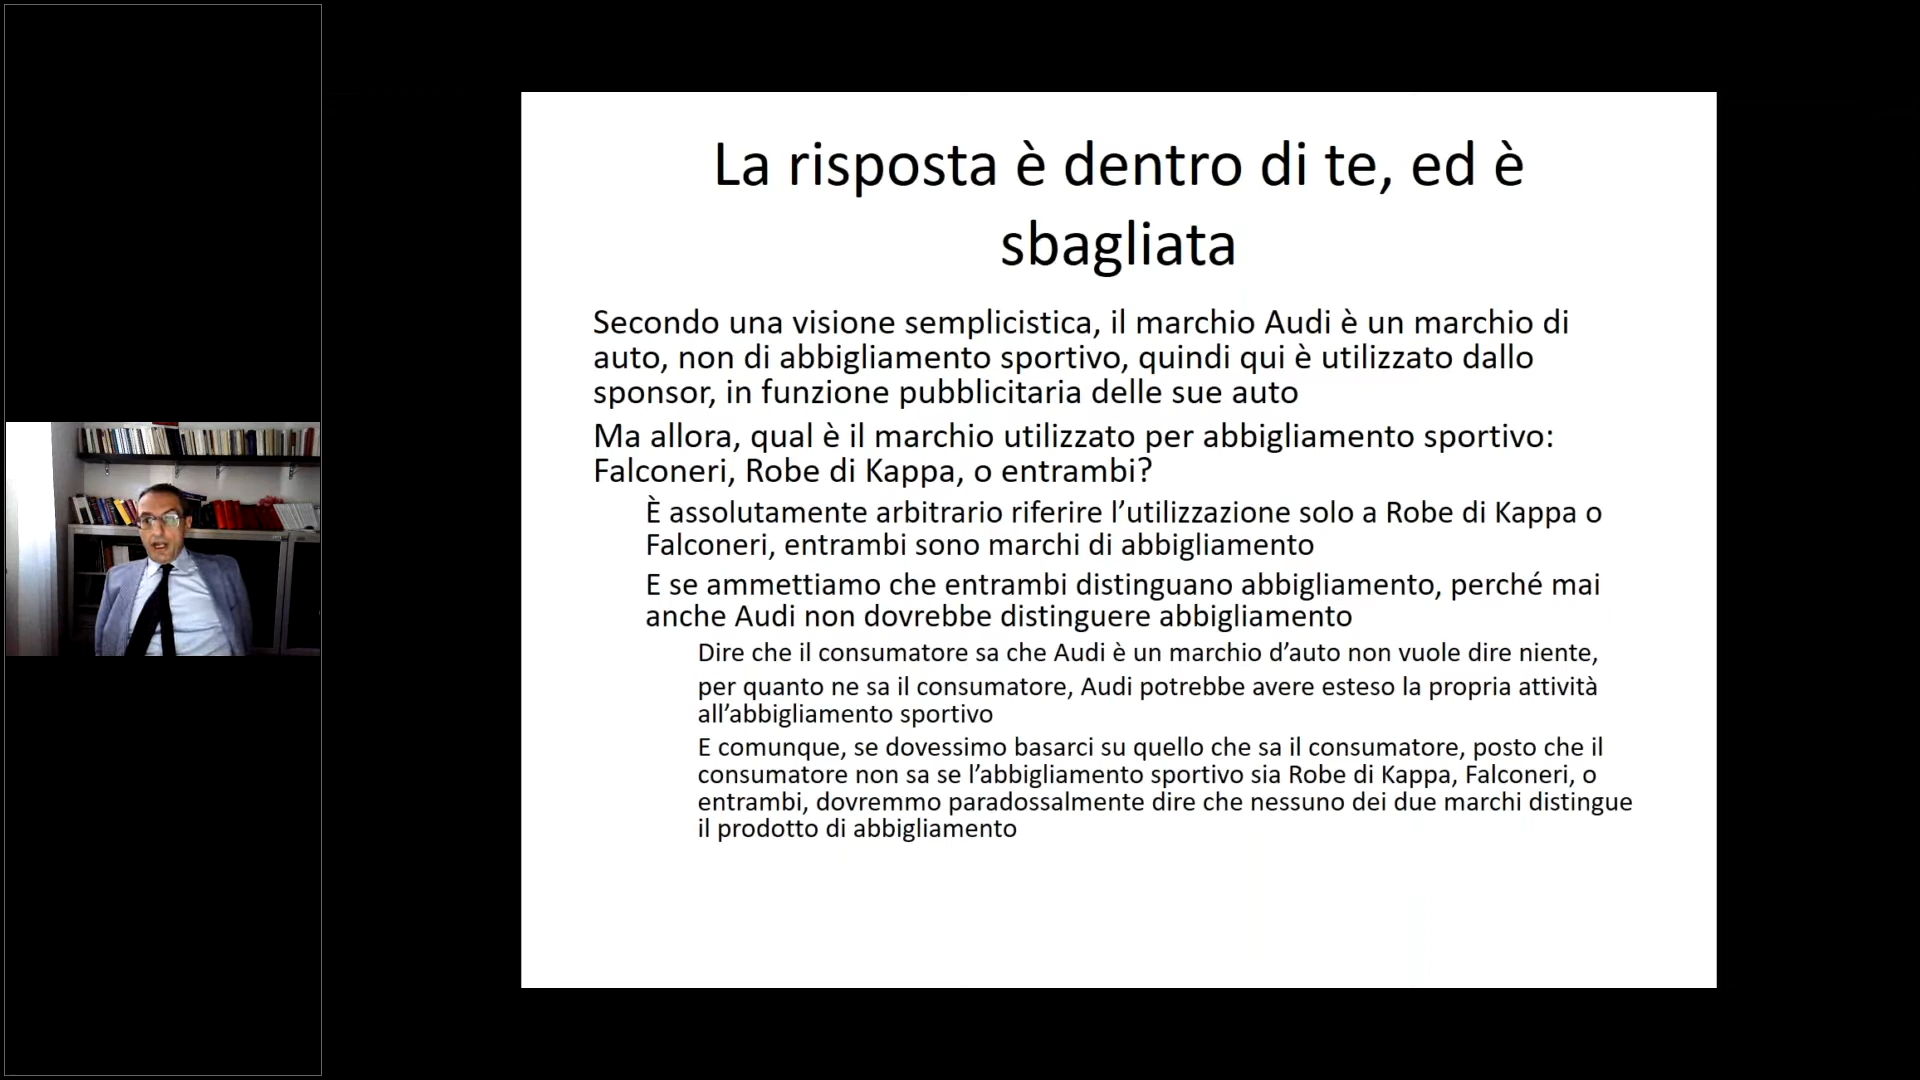 La risposta è dentro di te, ed è
sbagliata
Secondo una visione semplicistica, il marchio Audi è un marchio di
auto, non di abbigliamento sportivo, quindi qui è utilizzato dallo
sponsor, in funzione pubblicitaria delle sue auto
Ma allora, qual è il marchio utilizzato per abbigliamento sportivo:
Falconeri, Robe di Kappa, o entrambi?
È assolutamente arbitrario riferire l’utilizzazione solo a Robe di Kappa o
Falconeri, entrambi sono marchi di abbigliamento
E se ammettiamo che entrambi distinguano abbigliamento, perché mai
anche Audi non dovrebbe distinguere abbigliamento
Dire che il consumatore sa che Audi è un marchio d’auto non vuole dire niente,
per quanto ne sa il consumatore, Audi potrebbe avere esteso la propria attività
all’abbigliamento sportivo
E comunque, se dovessimo basarci su quello che sa il consumatore, posto che il
consumatore non sa se l’abbigliamento sportivo sia Robe di Kappa, Falconeri, o
entrambi, dovremmo paradossalmente dire che nessuno dei due marchi distingue
il prodotto di abbigliamento